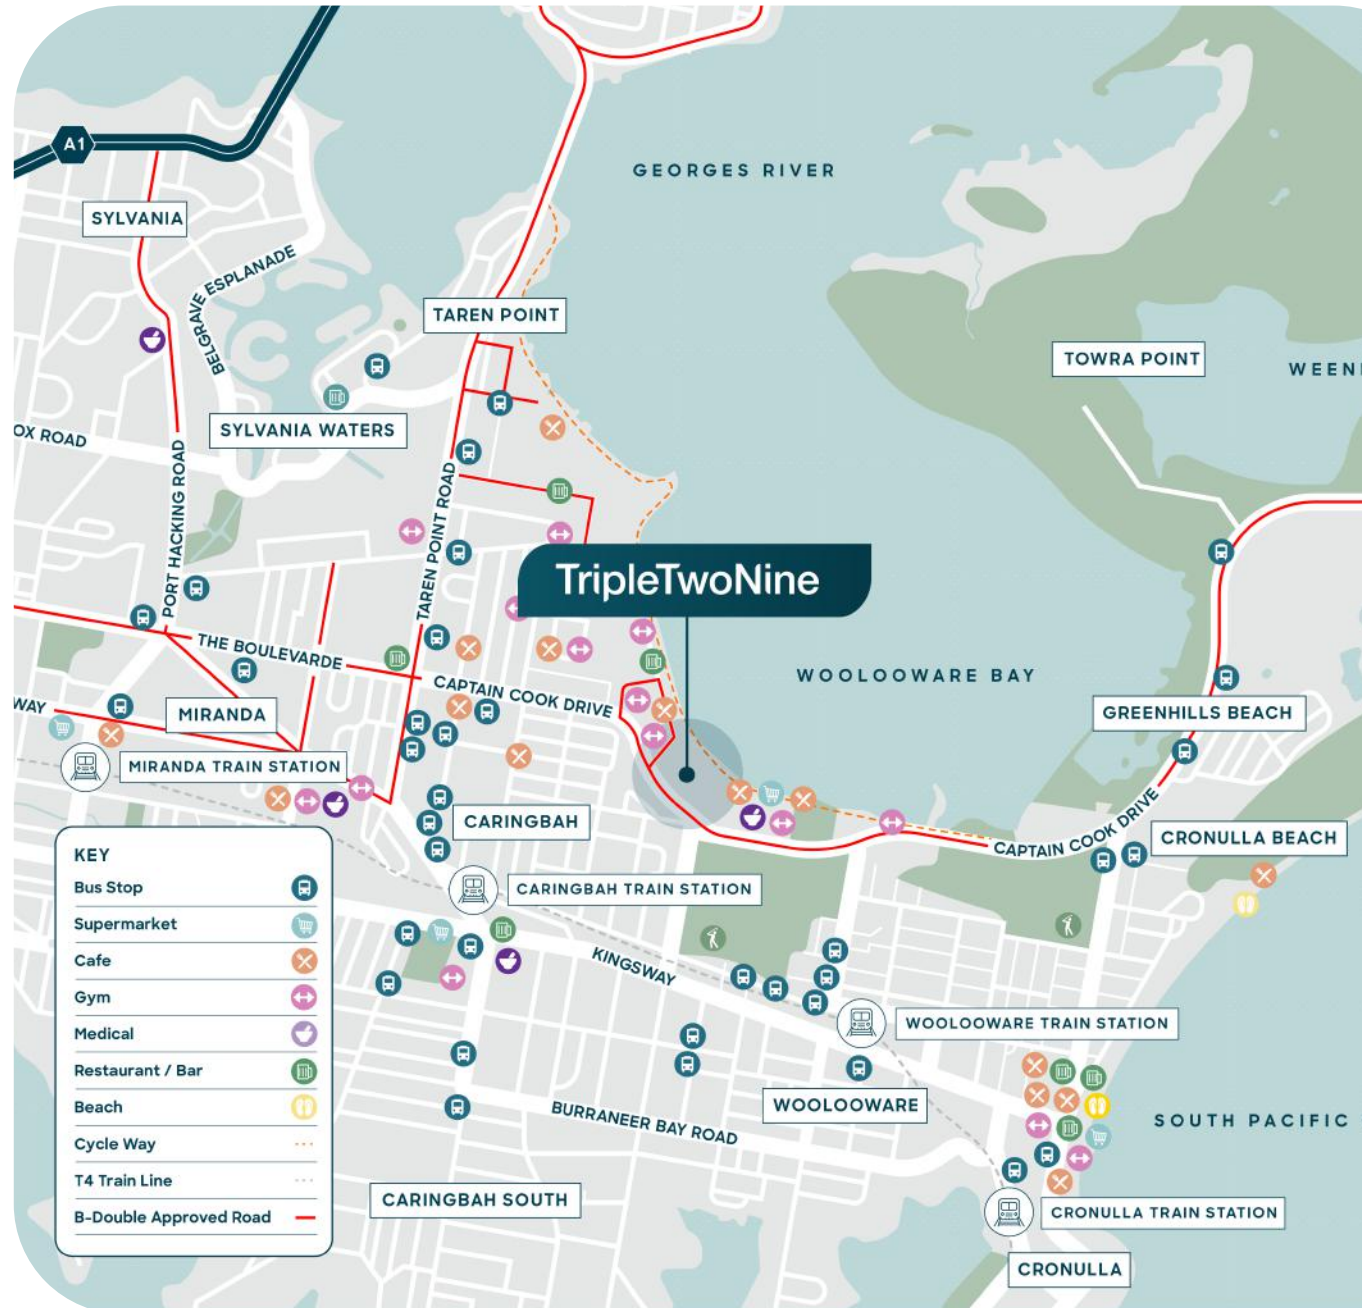 A1
GEORGES RIVER
SYLVANIA
BELGRAVE ESPLANADE
TAREN POINT
TOWRA POINT
WEENI
SYLVANIA WATERS
OX ROAD
PORT HACKING ROAD
TAREN POINT ROAD
TripleTwoNine
THE BOULEVARDE
CAPTAIN COOK DRIVE
WOOLOOWARE BAY
WAY
MIRANDA
GREENHILLS BEACH
MIRANDA TRAIN STATION
CARINGBAH
CAPTAIN COOK DRIVE
CRONULLA BEACH
KEY
Bus Stop
Supermarket
Cafe
Gym
Medical
Restaurant / Bar
Beach
Cycle Way
T4 Train Line
B-Double Approved Road
CARINGBAH TRAIN STATION
KINGSWAY
WOOLOOWARE TRAIN STATION
WOOLOOWARE
BURRANEER BAY ROAD
SOUTH PACIFIC
CARINGBAH SOUTH
CRONULLA TRAIN STATION
CRONULLA